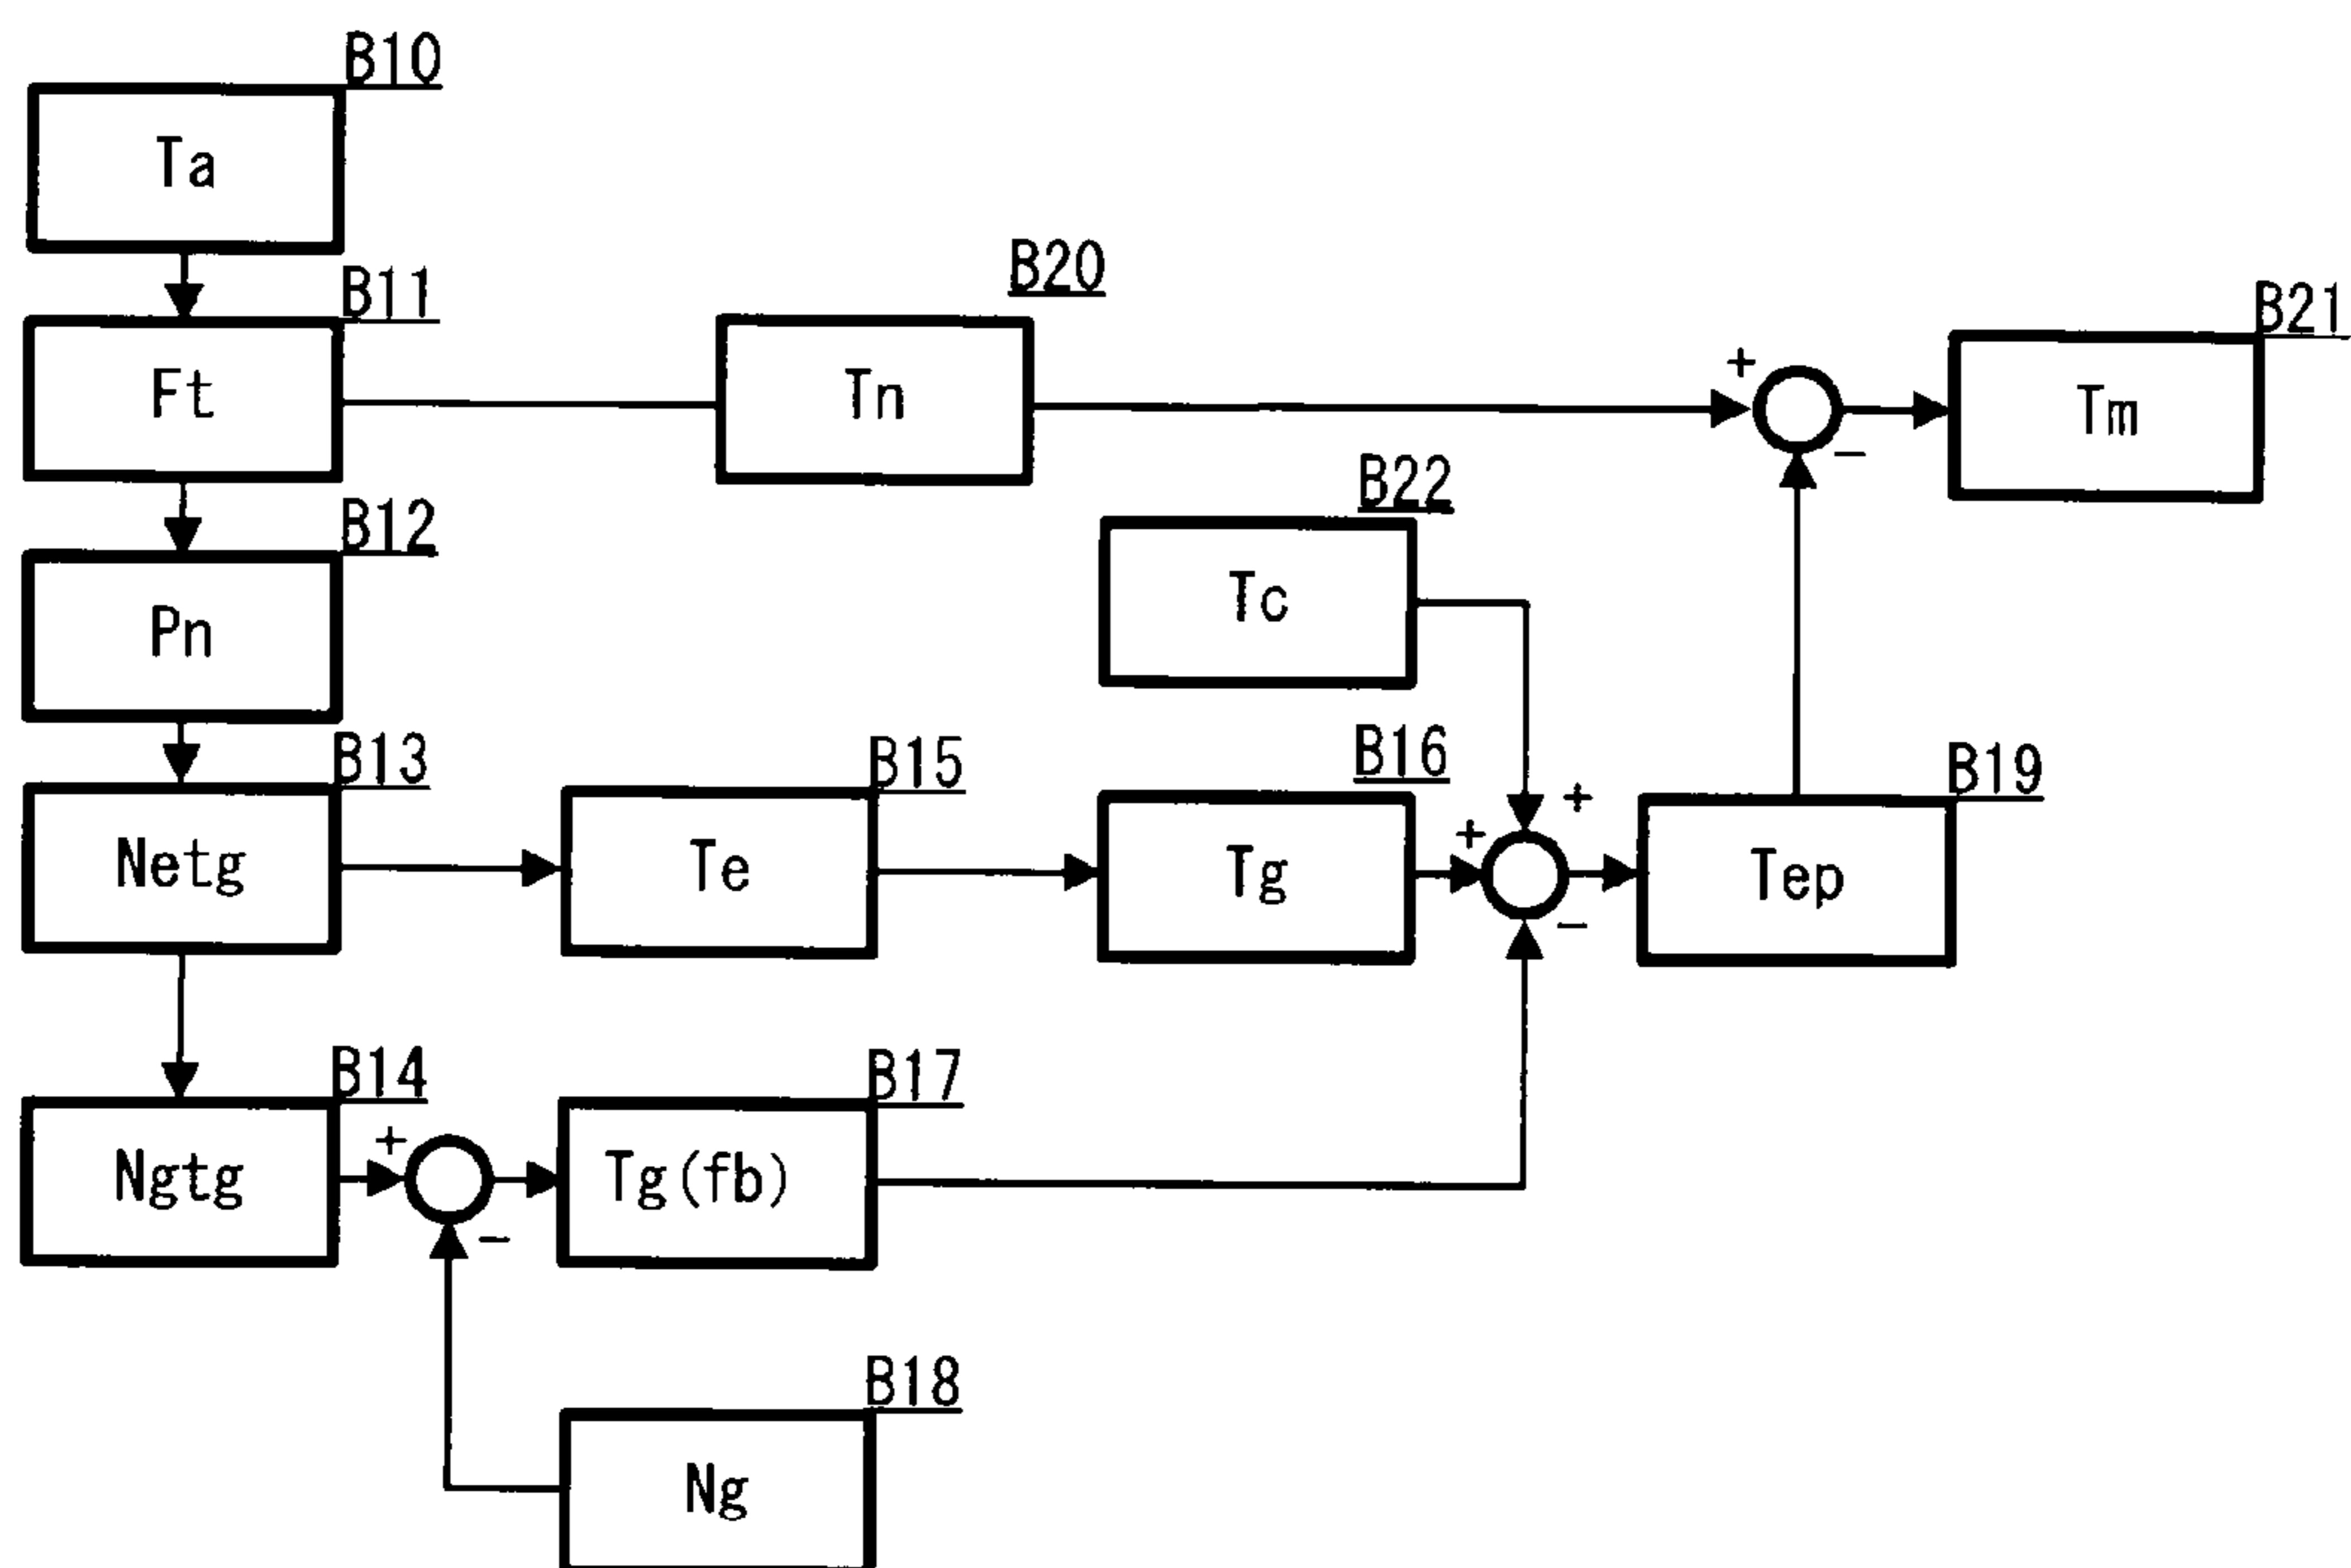 B10
Ta
B11
Ft
B20
Tn
+
-
B21
Tm
B12
Pn
B22
Tc
B13
Netg
B15
Te
B16
Tg
+
+
-
B19
Tep
B14
Ngtg
+
-
B17
Tg(fb)
B18
Ng